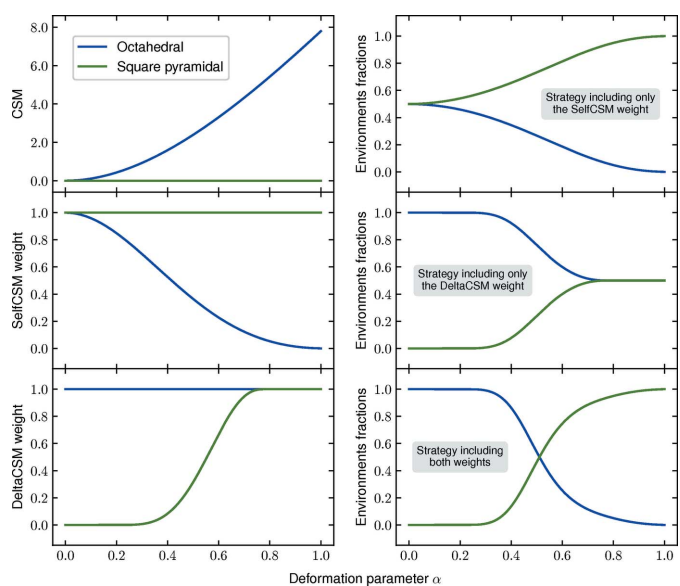 8.0
6.0
4.0
2.0
0.0
CSM
Octahedral
Square pyramidal
1.0
0.8
0.6
0.4
0.2
0.0
Environments fractions
Strategy including only
the SelfCSM weight
1.0
0.8
0.6
0.4
0.2
0.0
SelfCSM weight
1.0
0.8
0.6
0.4
0.2
0.0
Environments fractions
Strategy including only
the DeltaCSM weight
1.0
0.8
0.6
0.4
0.2
0.0
DeltaCSM weight
0.0 0.2 0.4 0.6 0.8 1.0
1.0
0.8
0.6
0.4
0.2
0.0
Environments fractions
Strategy including
both weights
0.0 0.2 0.4 0.6 0.8 1.0
Deformation parameter α